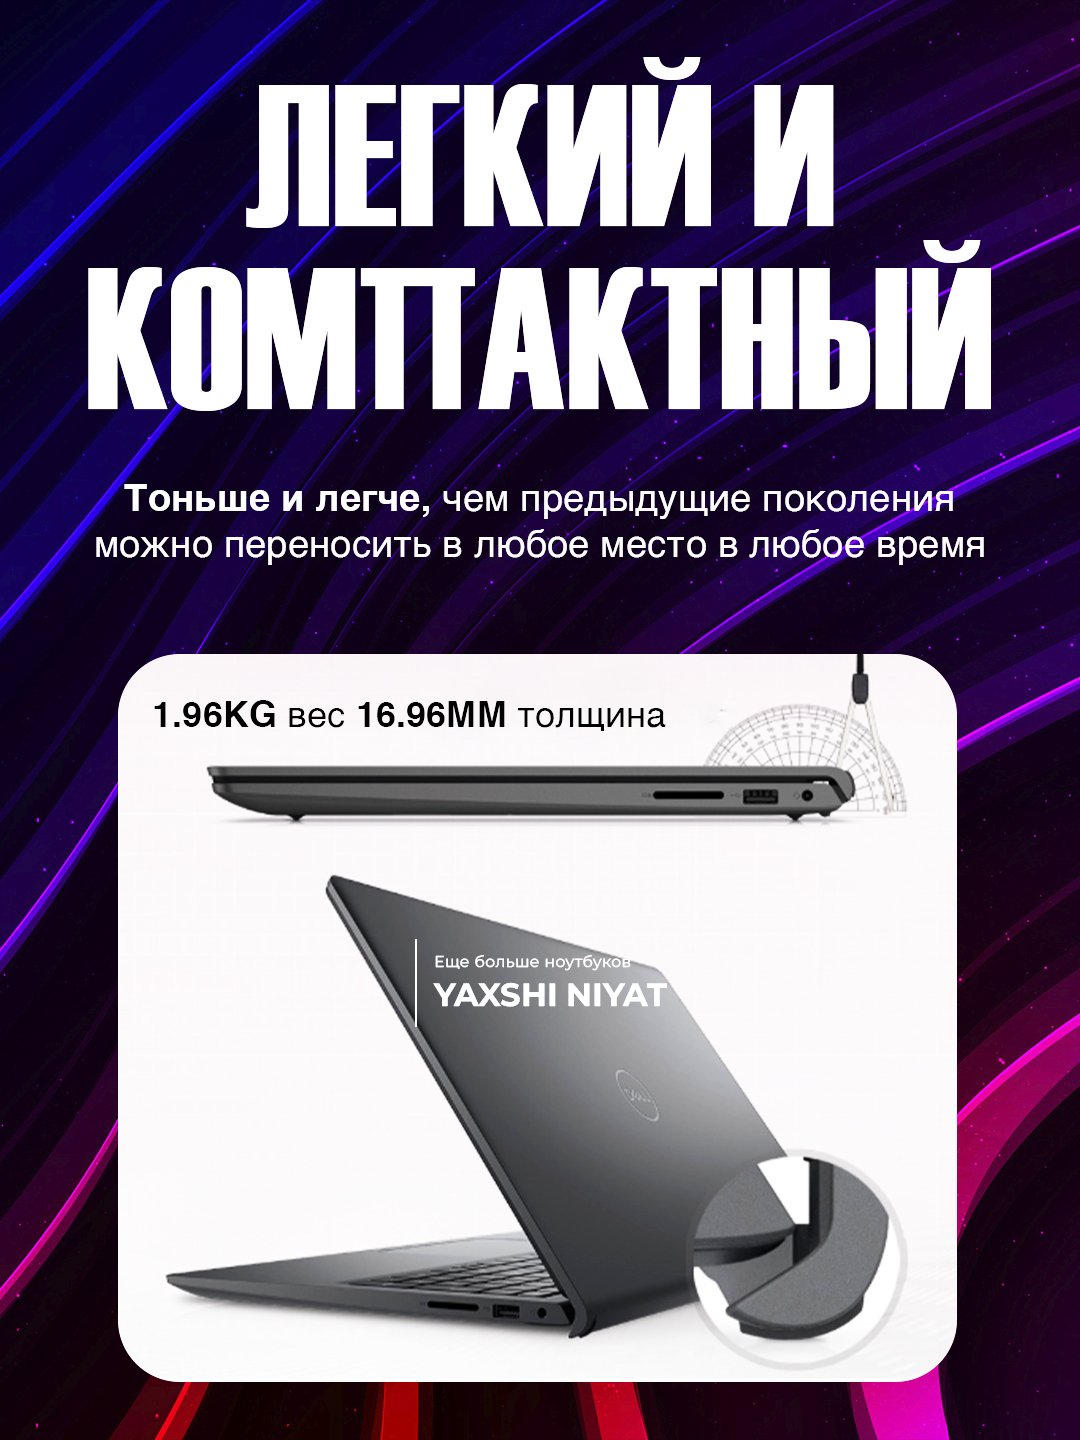 ЛЕГКИЙ И
КОМПАКТНЫЙ
Тоньше и легче, чем предыдущие поколения
можно переносить в любое место в любое время
1.96KG вес 16.96MM толщина
Еще больше ноутбуков
YAXSHI NIYAT